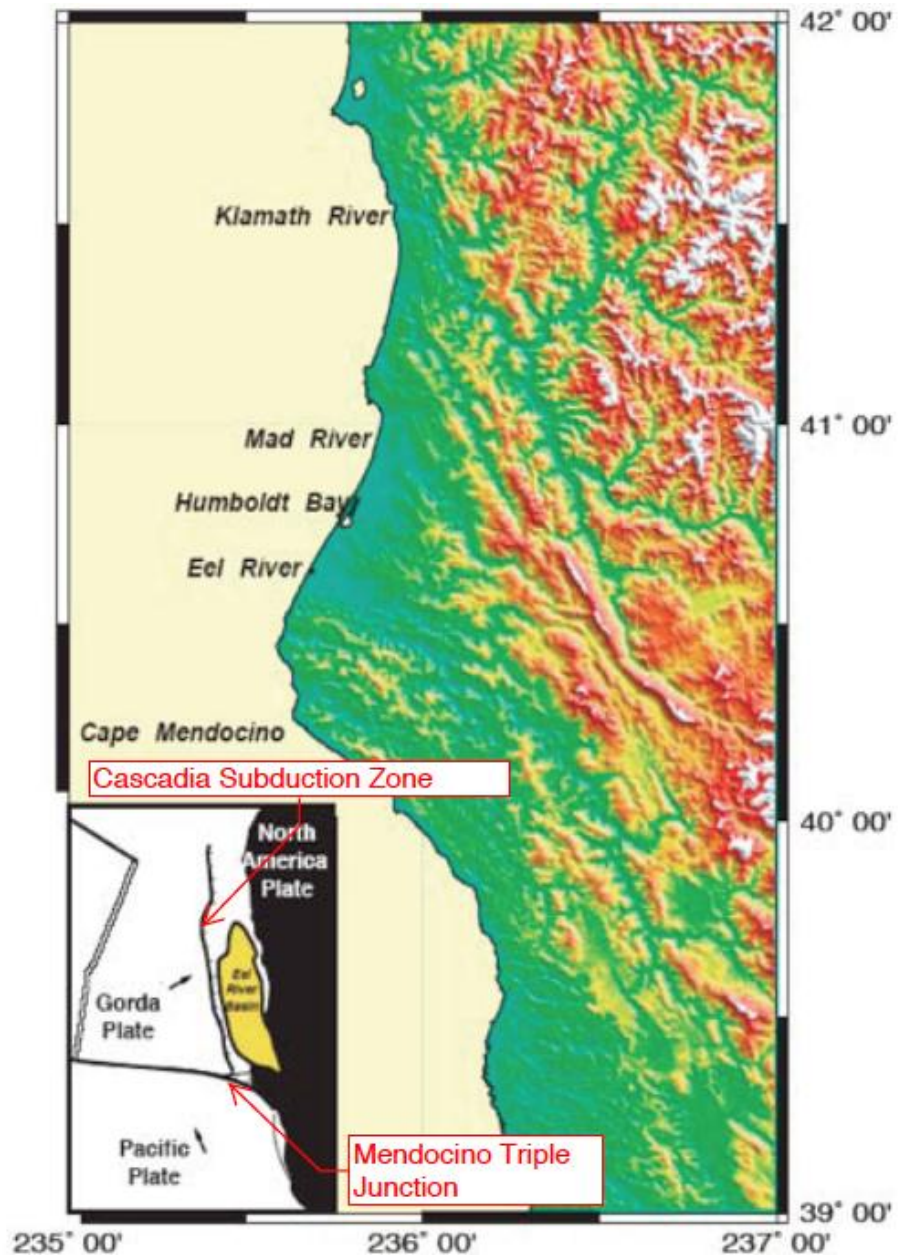 42° 00'
Klamath River
41° 00'
Mad River
Humboldt Bay
Eel River
Cape Mendocino
Cascadia Subduction Zone
40° 00'
North
America
Plate
Eel
River
Basin
Gorda
Plate
Pacific
Plate
Mendocino Triple
Junction
39° 00'
235° 00'
236° 00'
237° 00'